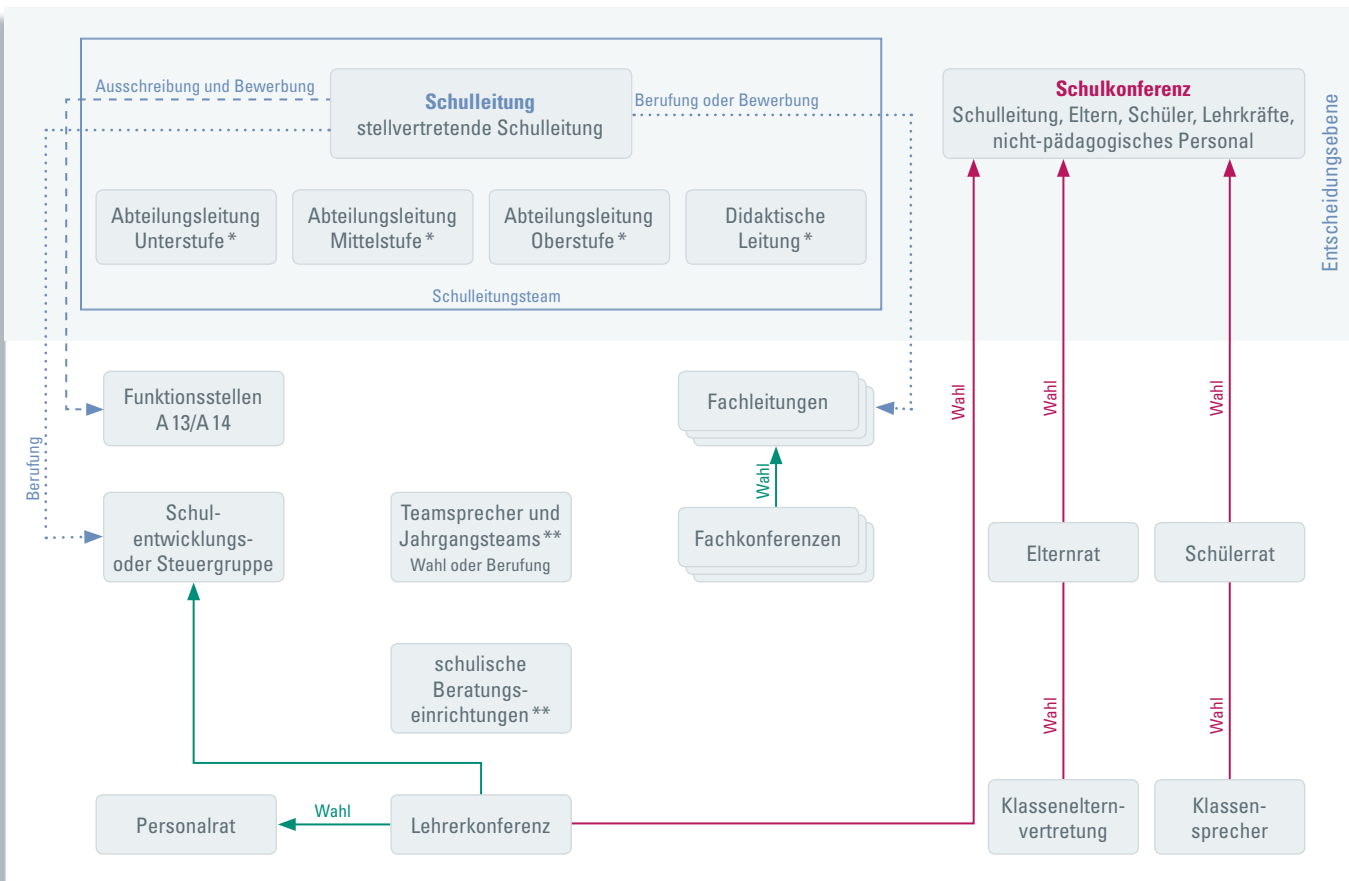 Ausschreibung und Bewerbung
Schulleitung
stellvertretende Schulleitung
Berufung oder Bewerbung
Schulkonferenz
Schulleitung, Eltern, Schüler, Lehrkräfte,
nicht-pädagogisches Personal
Entscheidungsebene
Abteilungsleitung
Unterstufe*
Abteilungsleitung
Mittelstufe*
Abteilungsleitung
Oberstufe*
Didaktische
Leitung*
Schulleitungsteam
Funktionsstellen
A 13/A 14
Fachleitungen
Wahl
Wahl
Wahl
Berufung
Wahl
Schul-
entwicklungs-
oder Steuergruppe
Teamsprecher und
Jahrgangsteams**
Wahl oder Berufung
Fachkonferenzen
Elternrat
Schülerrat
schulische
Beratungs-
einrichtungen**
Wahl
Wahl
Personalrat
Wahl
Lehrerkonferenz
Klasseneltern-
vertretung
Klassen-
sprecher